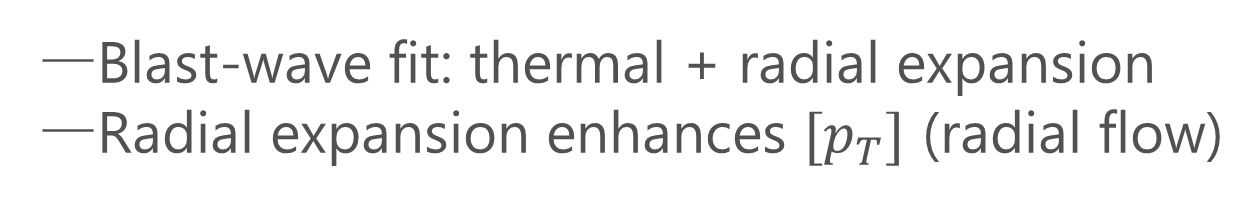 —Blast-wave fit: thermal + radial expansion
—Radial expansion enhances [p_T] (radial flow)